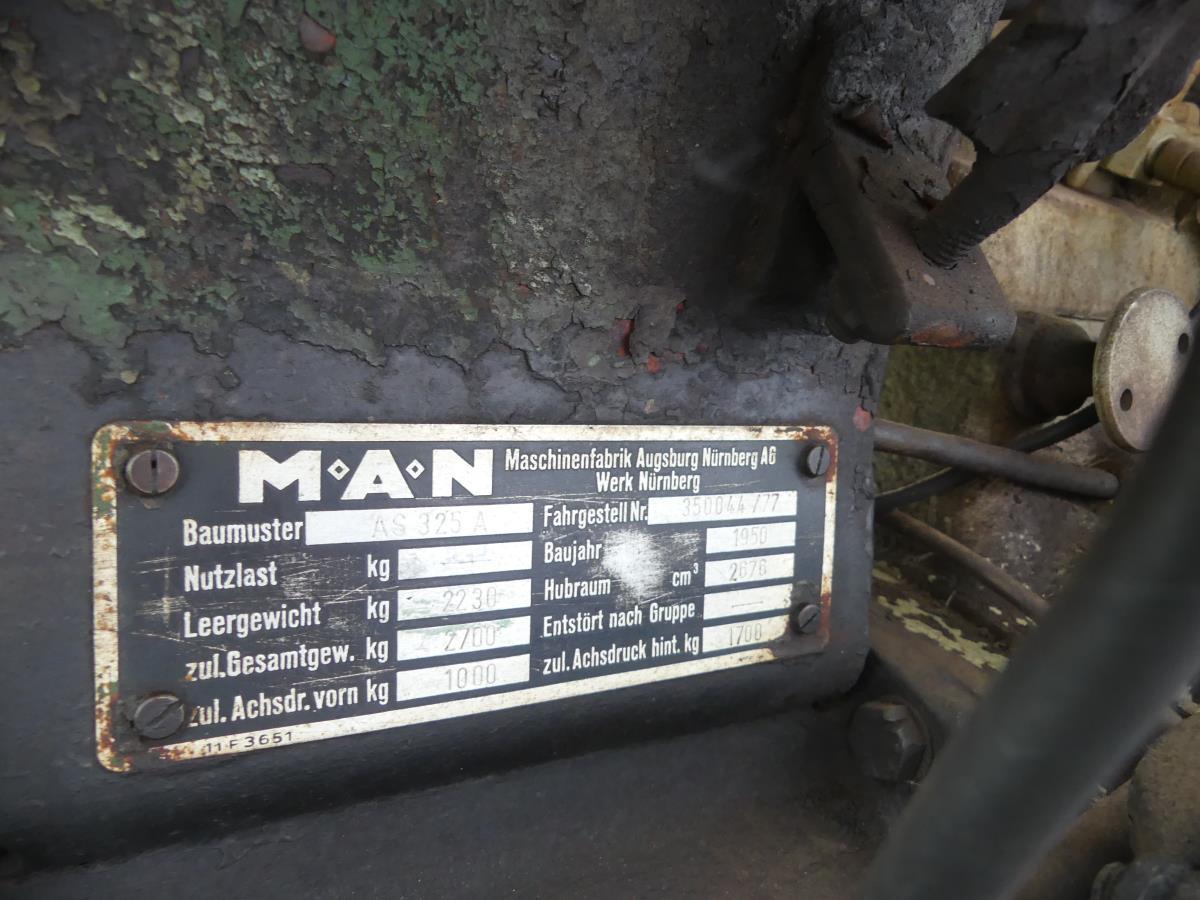 M·A·N Maschinenfabrik Augsburg Nürnberg AG
Werk Nürnberg
Baumuster AS 325 A
Nutzlast kg
Leergewicht kg 2230
zul. Gesamtgew. kg 2700
zul. Achsdr. vorn kg 1000
Fahrgestell Nr. 350044/77
Baujahr 1950
Hubraum cm³ 2676
Entstört nach Gruppe —
zul. Achsdruck hint. kg 1700
11 F 3651